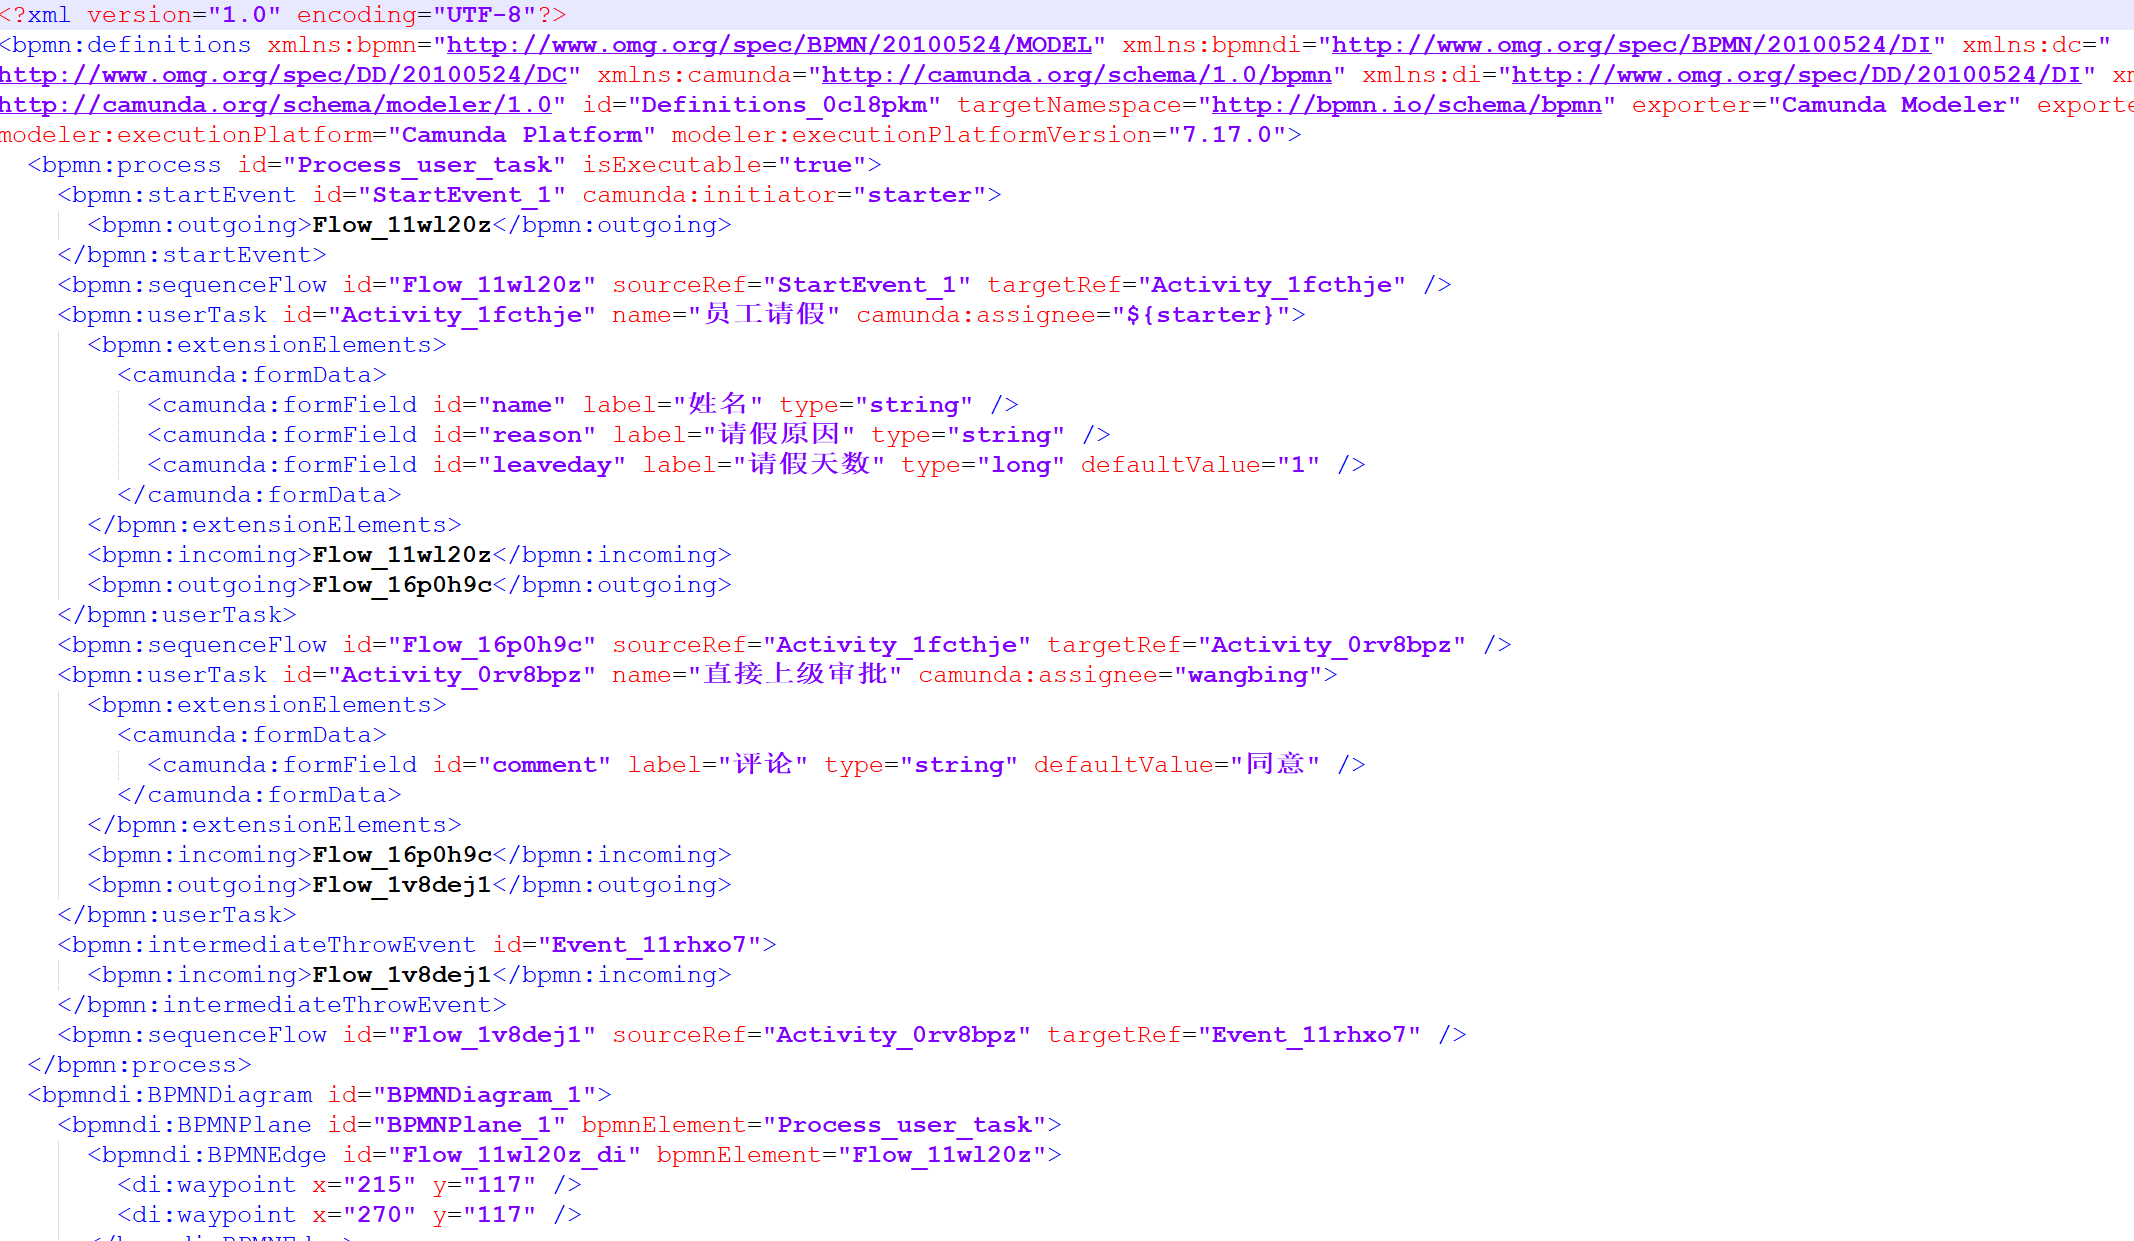 <?xml version="1.0" encoding="UTF-8"?>
<bpmn:definitions xmlns:bpmn="http://www.omg.org/spec/BPMN/20100524/MODEL" xmlns:bpmndi="http://www.omg.org/spec/BPMN/20100524/DI" xmlns:dc="
http://www.omg.org/spec/DD/20100524/DC" xmlns:camunda="http://camunda.org/schema/1.0/bpmn" xmlns:di="http://www.omg.org/spec/DD/20100524/DI"
http://camunda.org/schema/modeler/1.0" id="Definitions_0cl8pkm" targetNamespace="http://bpmn.io/schema/bpmn" exporter="Camunda Modeler"
modeler:executionPlatform="Camunda Platform" modeler:executionPlatformVersion="7.17.0">
<bpmn:process id="Process_user_task" isExecutable="true">
<bpmn:startEvent id="StartEvent_1" camunda:initiator="starter">
<bpmn:outgoing>Flow_11wl20z</bpmn:outgoing>
</bpmn:startEvent>
<bpmn:sequenceFlow id="Flow_11wl20z" sourceRef="StartEvent_1" targetRef="Activity_1fcthje" />
<bpmn:userTask id="Activity_1fcthje" name="员工请假" camunda:assignee="${starter}">
<bpmn:extensionElements>
<camunda:formData>
<camunda:formField id="name" label="姓名" type="string" />
<camunda:formField id="reason" label="请假原因" type="string" />
<camunda:formField id="leaveday" label="请假天数" type="long" defaultValue="1" />
</camunda:formData>
</bpmn:extensionElements>
<bpmn:incoming>Flow_11wl20z</bpmn:incoming>
<bpmn:outgoing>Flow_16p0h9c</bpmn:outgoing>
</bpmn:userTask>
<bpmn:sequenceFlow id="Flow_16p0h9c" sourceRef="Activity_1fcthje" targetRef="Activity_0rv8bpz" />
<bpmn:userTask id="Activity_0rv8bpz" name="直接上级审批" camunda:assignee="wangbing">
<bpmn:extensionElements>
<camunda:formData>
<camunda:formField id="comment" label="评论" type="string" defaultValue="同意" />
</camunda:formData>
</bpmn:extensionElements>
<bpmn:incoming>Flow_16p0h9c</bpmn:incoming>
<bpmn:outgoing>Flow_1v8dej1</bpmn:outgoing>
</bpmn:userTask>
<bpmn:intermediateThrowEvent id="Event_11rhxo7">
<bpmn:incoming>Flow_1v8dej1</bpmn:incoming>
</bpmn:intermediateThrowEvent>
<bpmn:sequenceFlow id="Flow_1v8dej1" sourceRef="Activity_0rv8bpz" targetRef="Event_11rhxo7" />
</bpmn:process>
<bpmndi:BPMNDiagram id="BPMNDiagram_1">
<bpmndi:BPMNPlane id="BPMNPlane_1" bpmnElement="Process_user_task">
<bpmndi:BPMNEdge id="Flow_11wl20z_di" bpmnElement="Flow_11wl20z">
<di:waypoint x="215" y="117" />
<di:waypoint x="270" y="117" />